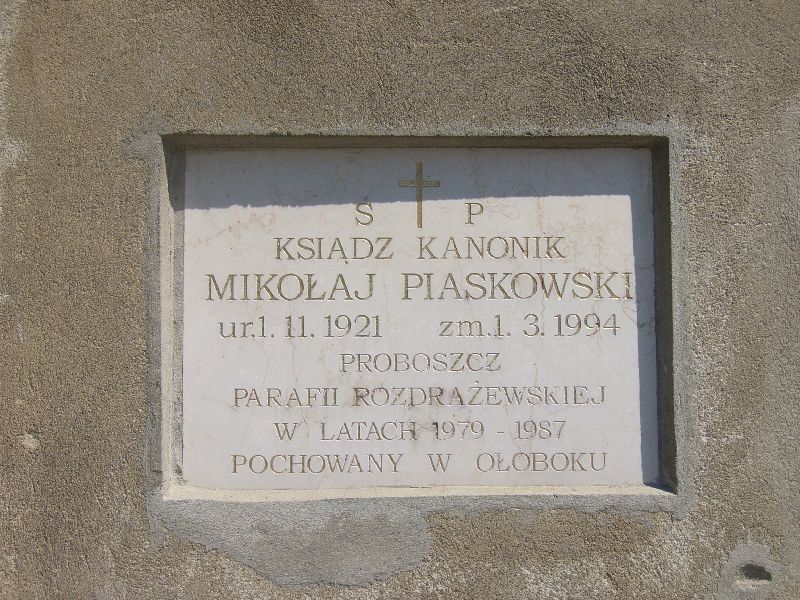 Ś P
KSIĄDZ KANONIK
MIKOŁAJ PIASKOWSKI
ur.1. 11. 1921 zm.1. 3. 1994
PROBOSZCZ
PARAFII ROZDRAŻEWSKIEJ
W LATACH 1979 - 1987
POCHOWANY W OŁOBOKU